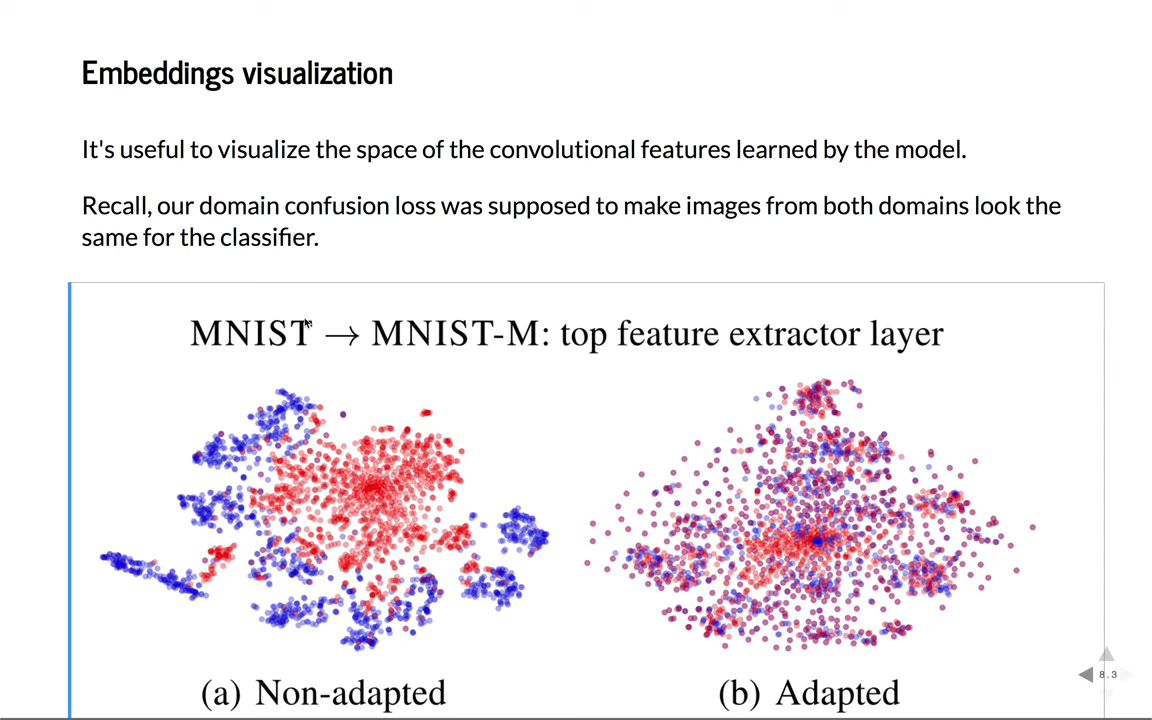 Embeddings visualization
It's useful to visualize the space of the convolutional features learned by the model.
Recall, our domain confusion loss was supposed to make images from both domains look the
same for the classifier.
MNIST → MNIST-M: top feature extractor layer
(a) Non-adapted
(b) Adapted
8.3